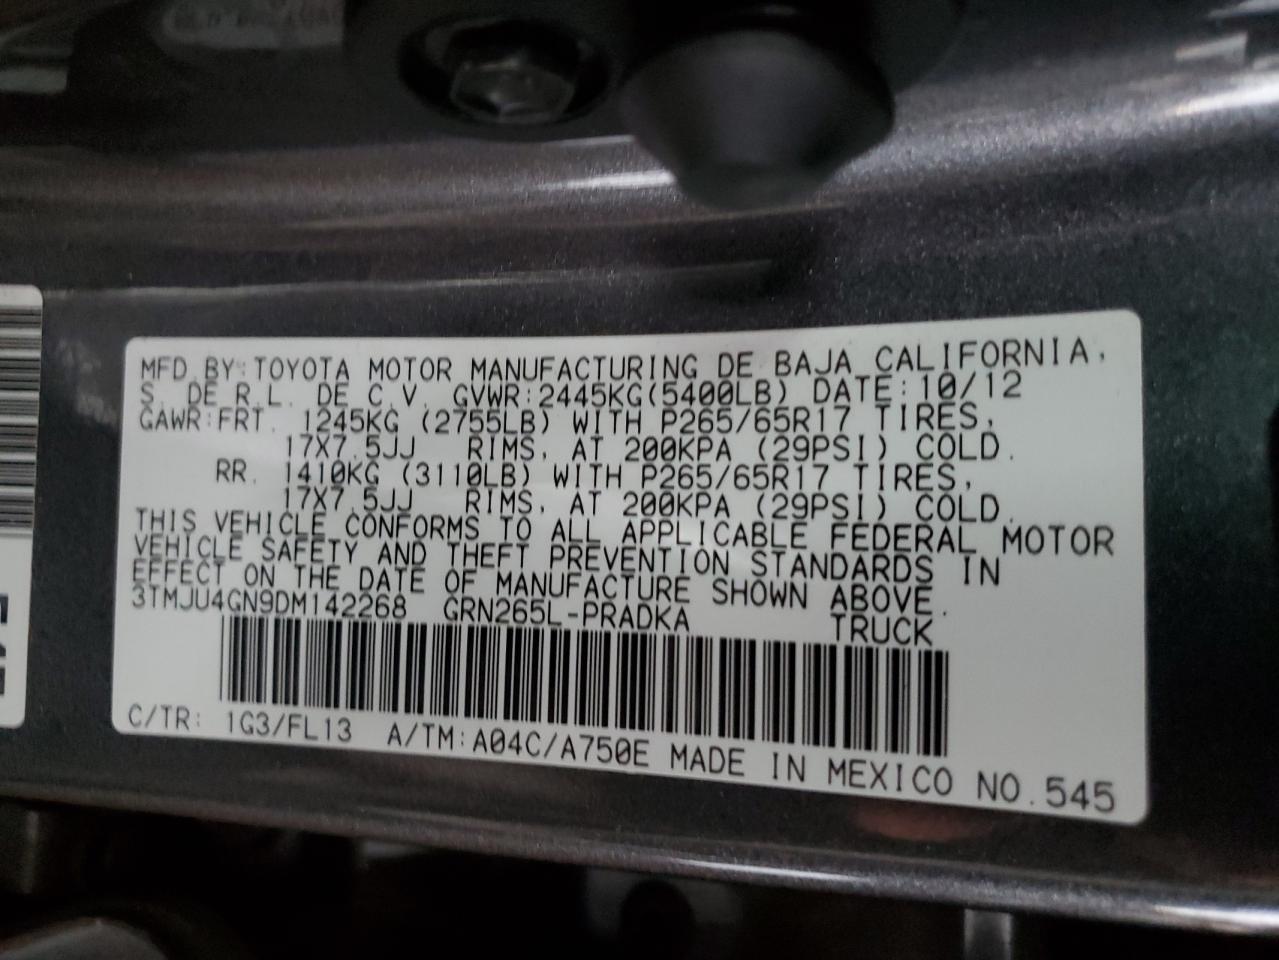 MFD. BY: TOYOTA MOTOR MANUFACTURING DE BAJA CALIFORNIA,
S. DE R.L. DE C.V. GVWR:2445KG(5400LB) DATE:10/12
GAWR:FRT. 1245KG (2755LB) WITH P265/65R17 TIRES,
17X7.5JJ RIMS, AT 200KPA (29PSI) COLD.
RR. 1410KG (3110LB) WITH P265/65R17 TIRES,
17X7.5JJ RIMS, AT 200KPA (29PSI) COLD.
THIS VEHICLE CONFORMS TO ALL APPLICABLE FEDERAL MOTOR
VEHICLE SAFETY AND THEFT PREVENTION STANDARDS IN
EFFECT ON THE DATE OF MANUFACTURE SHOWN ABOVE.
3TMJU4GN9DM142268 GRN265L-PRADKA TRUCK
C/TR: 1G3/FL13 A/TM:A04C/A750E MADE IN MEXICO NO.545